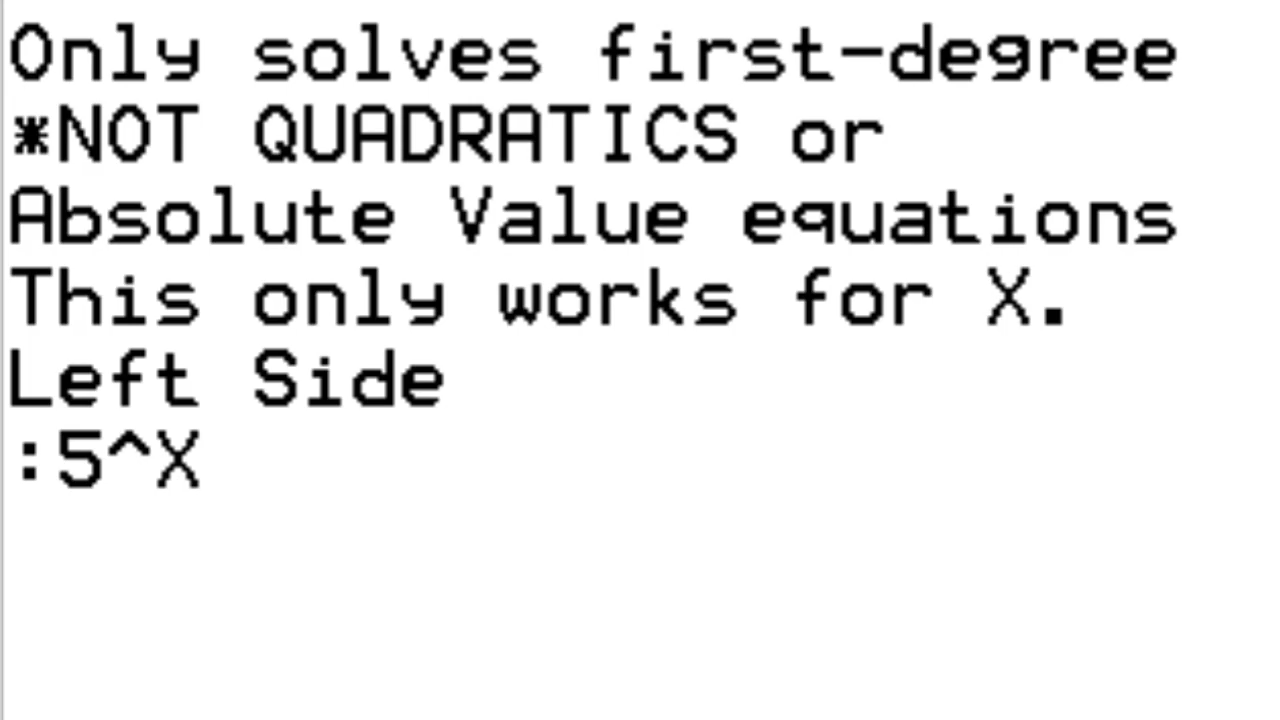 Only solves first-degree
*NOT QUADRATICS or
Absolute Value equations
This only works for X.
Left Side
:5^X